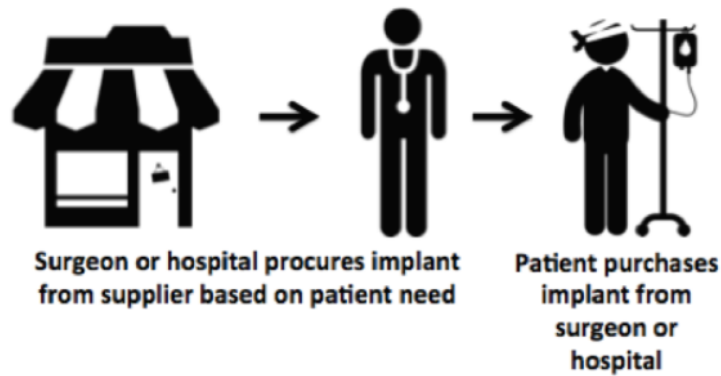 Surgeon or hospital procures implant
from supplier based on patient need
Patient purchases
implant from
surgeon or
hospital